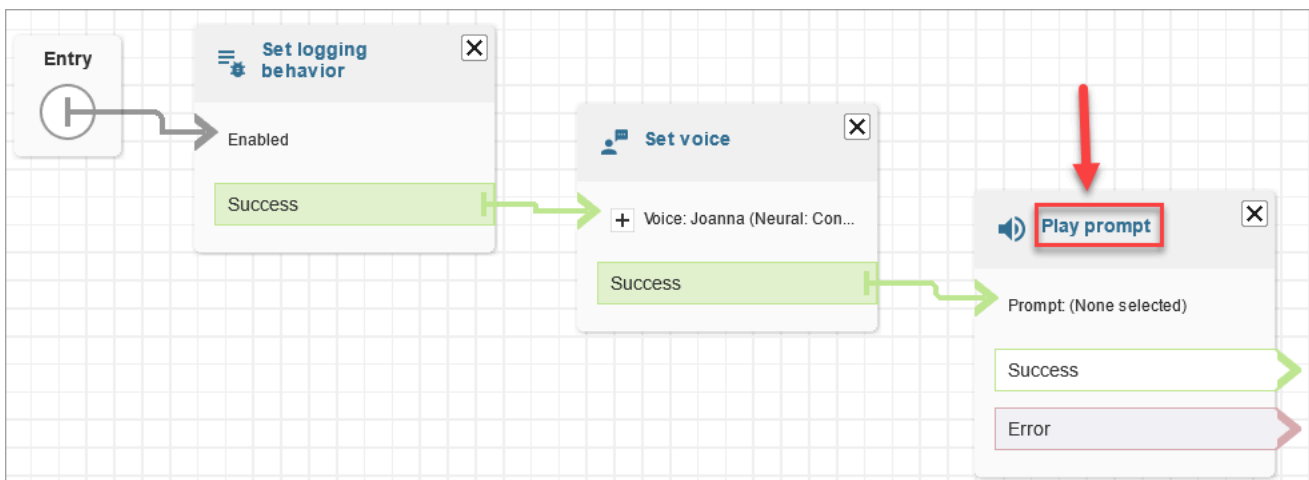 Entry
Set logging
behavior
Enabled
Success
Set voice
Voice: Joanna (Neural: Con...
Success
Play prompt
Prompt: (None selected)
Success
Error